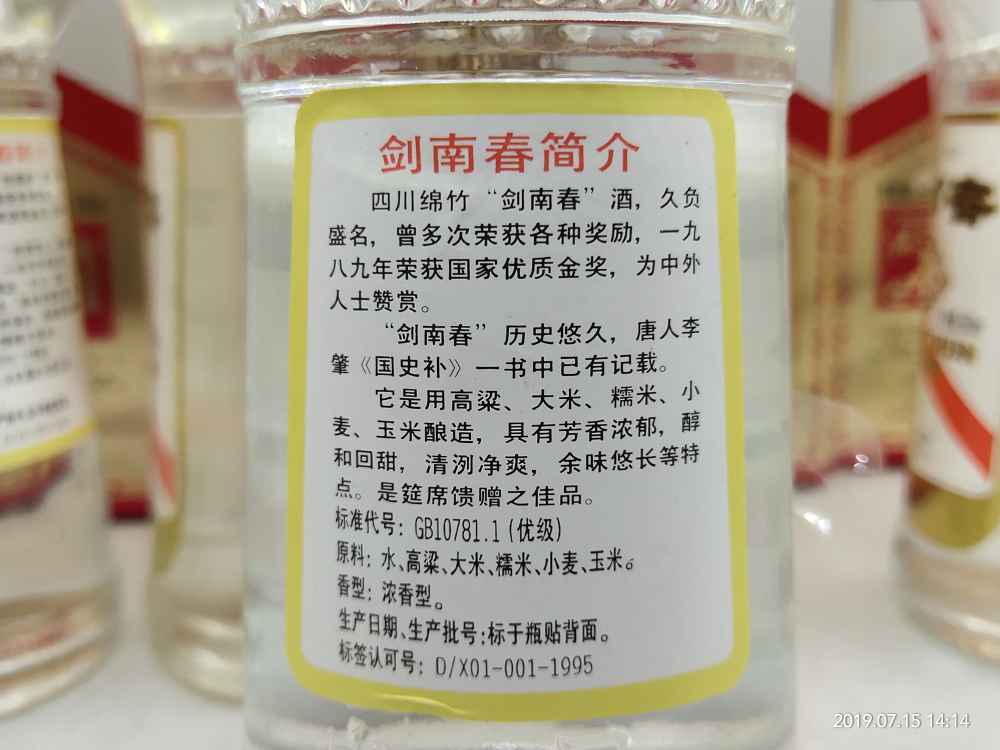 剑南春简介
四川绵竹“剑南春”酒，久负
盛名，曾多次荣获各种奖励，一九
八九年荣获国家优质金奖，为中外
人士赞赏。
“剑南春”历史悠久，唐人李
肇《国史补》一书中已有记载。
它是用高粱、大米、糯米、小
麦、玉米酿造，具有芳香浓郁，醇
和回甜，清洌净爽，余味悠长等特
点。是筵席馈赠之佳品。
标准代号：GB10781.1（优级）
原料：水、高粱、大米、糯米、小麦、玉米。
香型：浓香型。
生产日期、生产批号：标于瓶贴背面。
标签认可号：D/X01-001-1995
2019.07.15 14:14